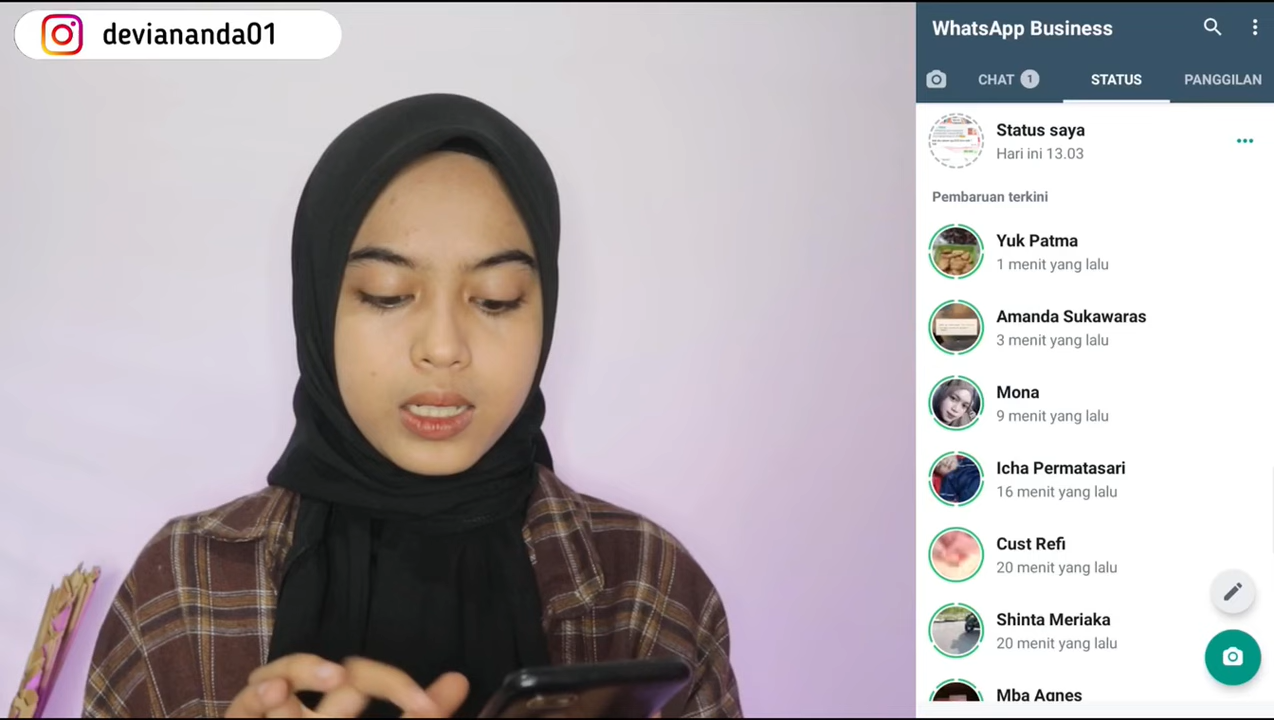 deviananda01
WhatsApp Business
CHAT 1
STATUS
PANGGILAN
Status saya
Hari ini 13.03
Pembaruan terkini
Yuk Patma
1 menit yang lalu
Amanda Sukawaras
3 menit yang lalu
Mona
9 menit yang lalu
Icha Permatasari
16 menit yang lalu
Cust Refi
20 menit yang lalu
Shinta Meriaka
20 menit yang lalu
Mba Agnes